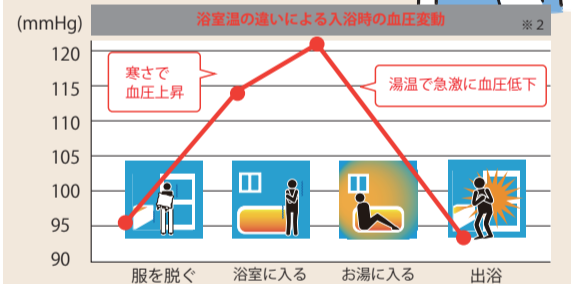 浴室温の違いによる入浴時の血圧変動
※2
(mmHg)
120
115
110
105
100
95
90
寒さで
血圧上昇
湯温で急激に血圧低下
服を脱ぐ
浴室に入る
お湯に入る
出浴